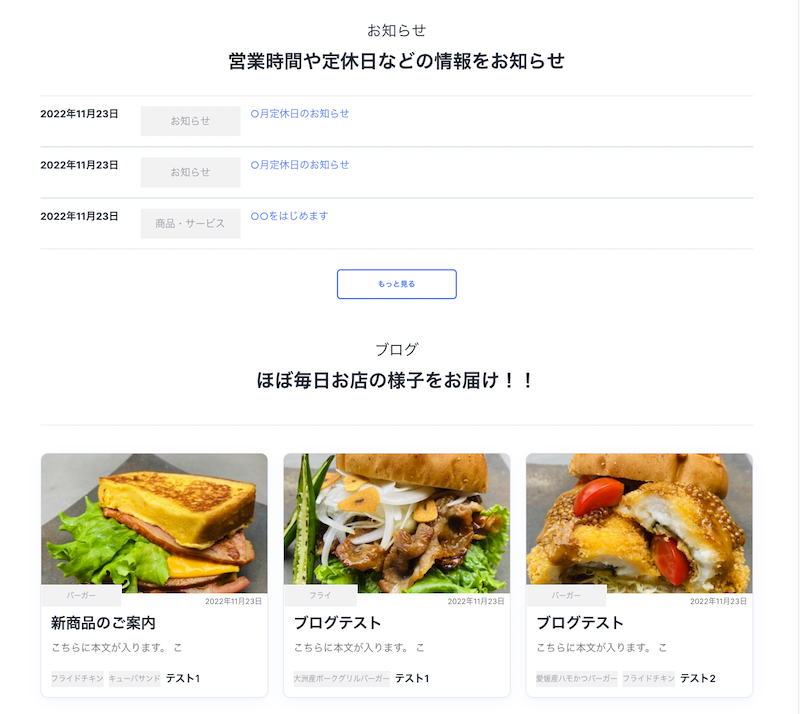 お知らせ
営業時間や定休日などの情報をお知らせ
2022年11月23日 お知らせ ○月定休日のお知らせ
2022年11月23日 お知らせ ○月定休日のお知らせ
2022年11月23日 商品・サービス ○○をはじめます
もっと見る
ブログ
ほぼ毎日お店の様子をお届け！！
バーガー
2022年11月23日
新商品のご案内
こちらに本文が入ります。 こ
フライドチキン キューバサンド テスト1
フライ
2022年11月23日
ブログテスト
こちらに本文が入ります。 こ
大洲産ポークグリルバーガー テスト1
バーガー
2022年11月23日
ブログテスト
こちらに本文が入ります。 こ
愛媛産ハモかつバーガー フライドチキン テスト2